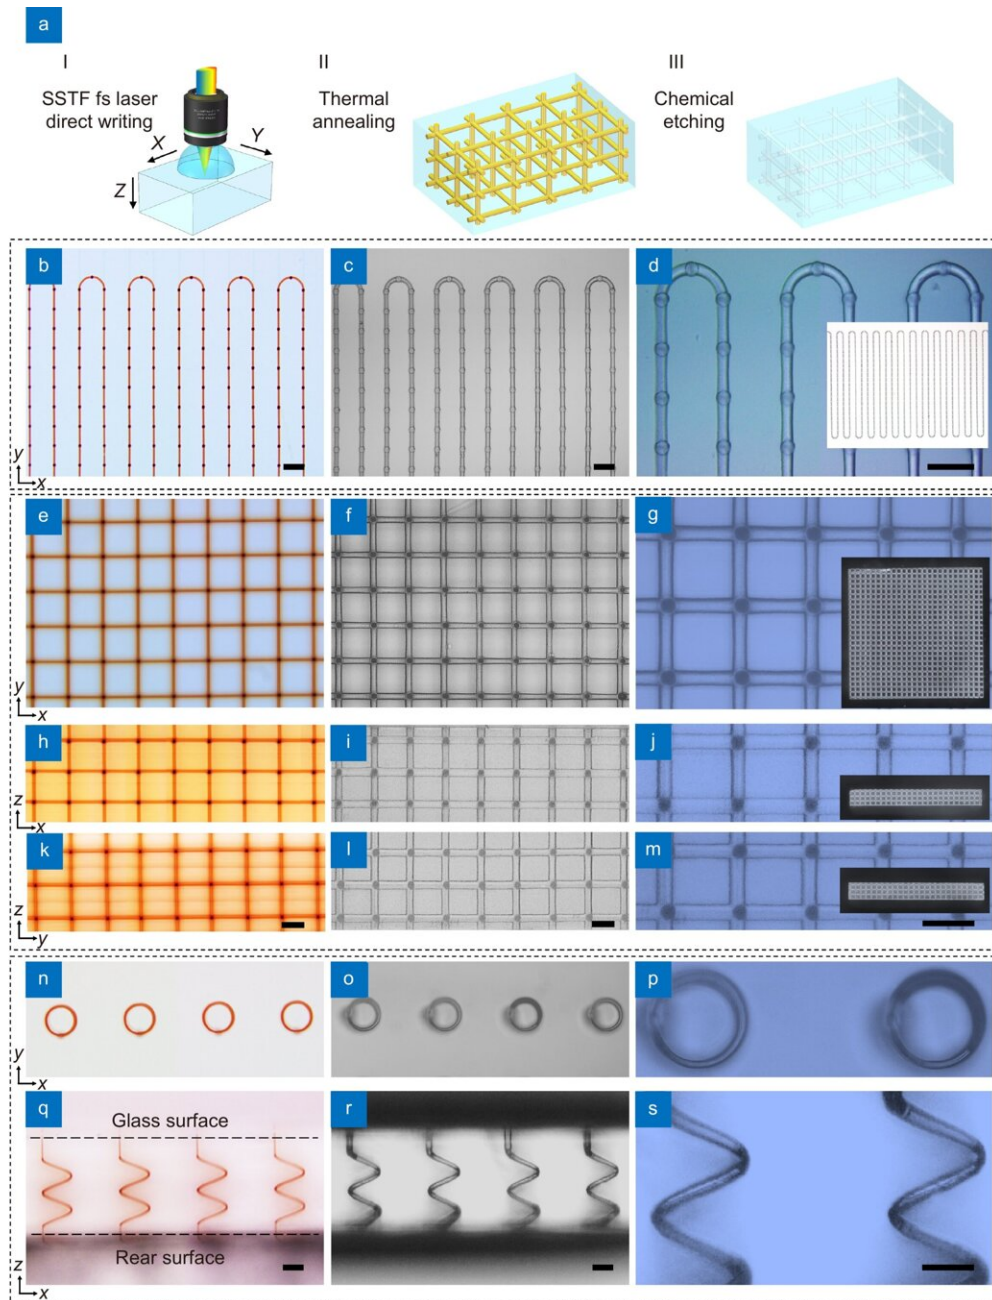 a
I
SSTF fs laser
direct writing
X
Y
Z
II
Thermal
annealing
III
Chemical
etching
b
c
d
y
x
e
f
g
y
x
h
i
j
z
x
k
l
m
z
y
n
o
p
y
x
q
Glass surface
Rear surface
r
s
z
x